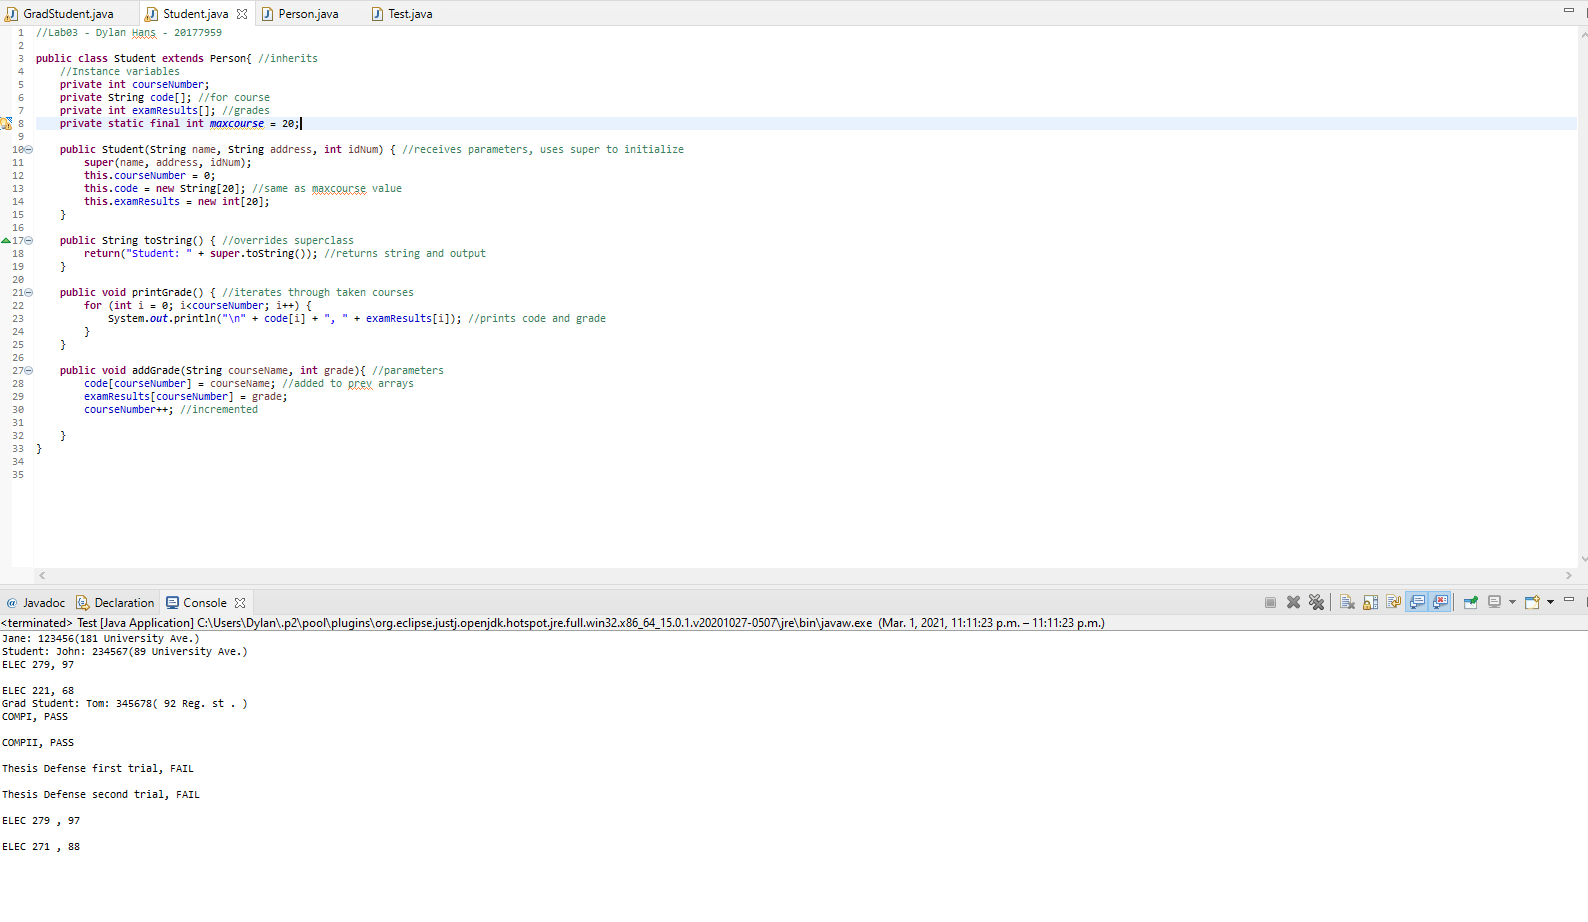 GradStudent.java Student.java Person.java Test.java
1 //Lab03 - Dylan Hans - 20177959
2
3 public class Student extends Person{ //inherits
4 //Instance variables
5 private int courseNumber;
6 private String code[]; //for course
7 private int examResults[]; //grades
8 private static final int maxcourse = 20;
9
10 public Student(String name, String address, int idNum) { //receives parameters, uses super to initialize
11 super(name, address, idNum);
12 this.courseNumber = 0;
13 this.code = new String[20]; //same as maxcourse value
14 this.examResults = new int[20];
15 }
16
17 public String toString() { //overrides superclass
18 return("Student: " + super.toString()); //returns string and output
19 }
20
21 public void printGrade() { //iterates through taken courses
22 for (int i = 0; i<courseNumber; i++) {
23 System.out.println("\n" + code[i] + ", " + examResults[i]); //prints code and grade
24 }
25 }
26
27 public void addGrade(String courseName, int grade){ //parameters
28 code[courseNumber] = courseName; //added to prev arrays
29 examResults[courseNumber] = grade;
30 courseNumber++; //incremented
31
32 }
33 }
34
35
@ Javadoc Declaration Console
<terminated> Test [Java Application] C:\Users\Dylan\.p2\pool\plugins\org.eclipse.justj.openjdk.hotspot.jre.full.win32.x86_64_15.0.1.v20201027-0507\jre\bin\javaw.exe (Mar. 1, 2021, 11:11:23 p.m. – 11:11:23 p.m.)
Jane: 123456(181 University Ave.)
Student: John: 234567(89 University Ave.)
ELEC 279, 97
ELEC 221, 68
Grad Student: Tom: 345678( 92 Reg. st . )
COMPI, PASS
COMPII, PASS
Thesis Defense first trial, FAIL
Thesis Defense second trial, FAIL
ELEC 279 , 97
ELEC 271 , 88